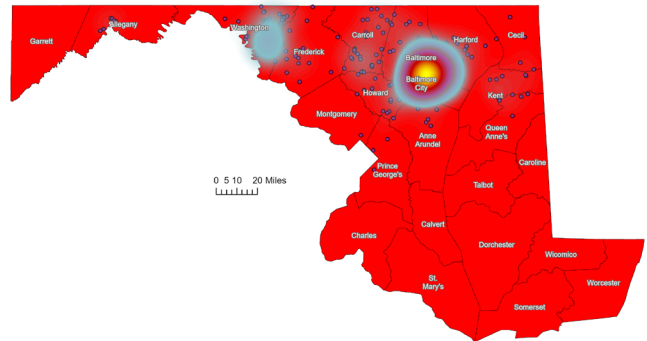 Garrett
Allegany
Washington
Frederick
Carroll
Baltimore
Harford
Cecil
Howard
Baltimore
City
Kent
Montgomery
Anne
Arundel
Queen
Anne's
Prince
George's
Caroline
Talbot
0 5 10 20 Miles
Charles
Calvert
Dorchester
St.
Mary's
Wicomico
Worcester
Somerset